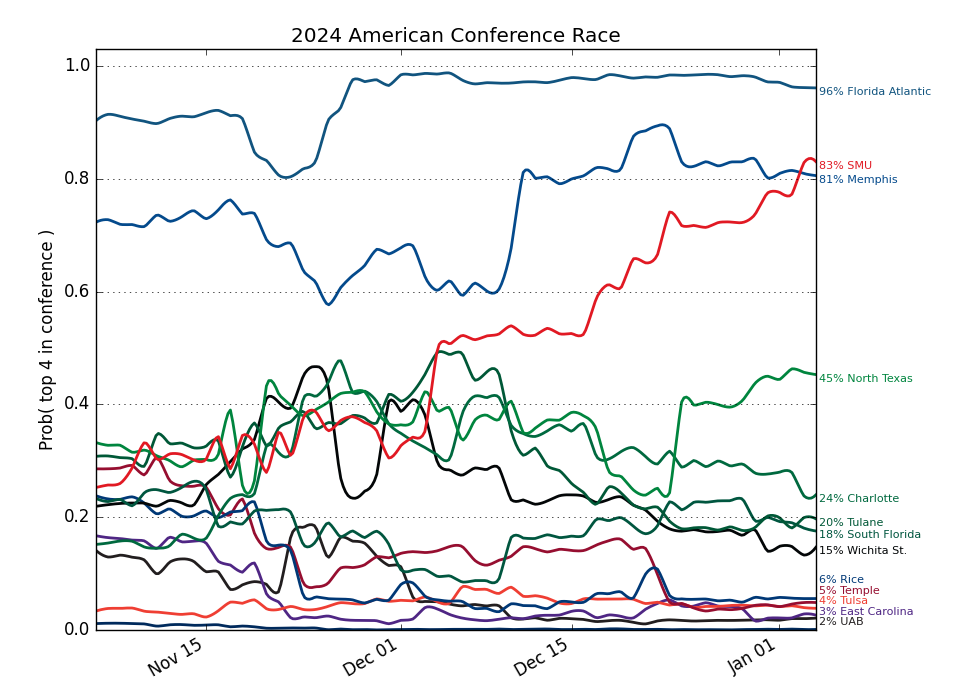 2024 American Conference Race
Prob( top 4 in conference )
1.0
0.8
0.6
0.4
0.2
0.0
Nov 15
Dec 01
Dec 15
Jan 01
96% Florida Atlantic
83% SMU
81% Memphis
45% North Texas
24% Charlotte
20% Tulane
18% South Florida
15% Wichita St.
6% Rice
5% Temple
4% Tulsa
3% East Carolina
2% UAB